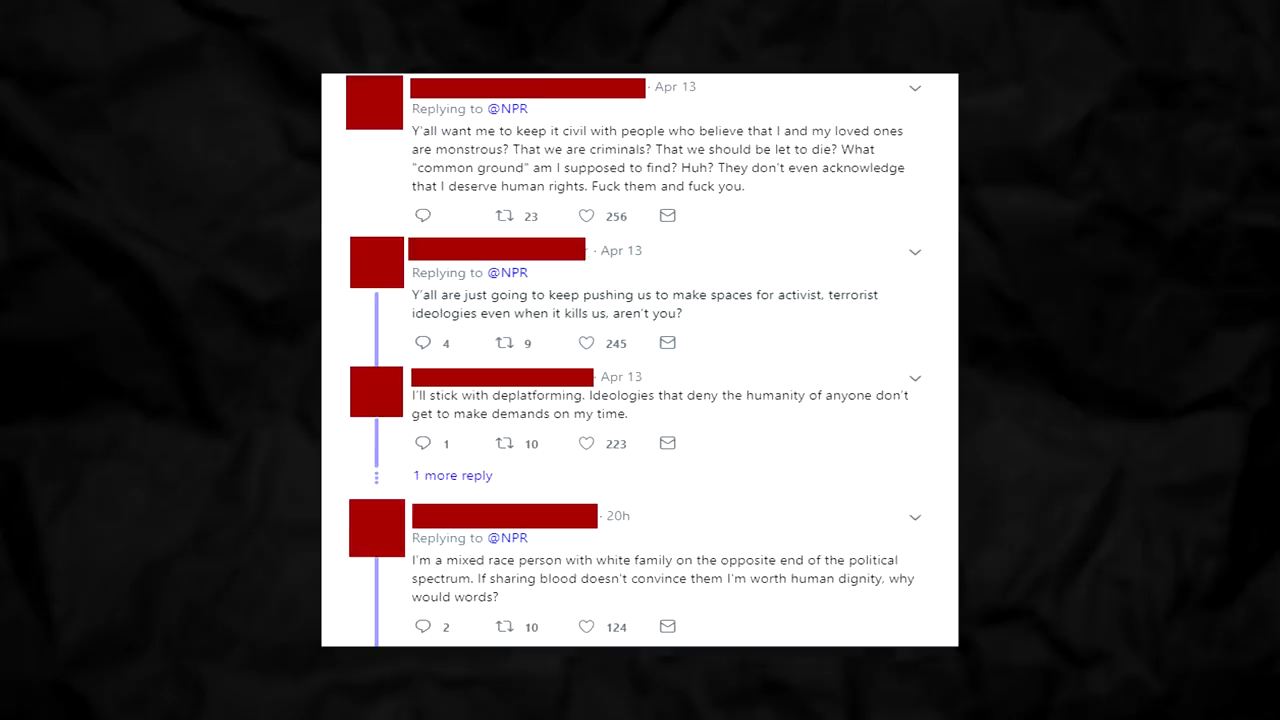 · Apr 13
Replying to @NPR
Y'all want me to keep it civil with people who believe that I and my loved ones
are monstrous? That we are criminals? That we should be let to die? What
"common ground" am I supposed to find? Huh? They don't even acknowledge
that I deserve human rights. Fuck them and fuck you.
23 256
· Apr 13
Replying to @NPR
Y'all are just going to keep pushing us to make spaces for activist, terrorist
ideologies even when it kills us, aren't you?
4 9 245
· Apr 13
I'll stick with deplatforming. Ideologies that deny the humanity of anyone don't
get to make demands on my time.
1 10 223
1 more reply
· 20h
Replying to @NPR
I'm a mixed race person with white family on the opposite end of the political
spectrum. If sharing blood doesn't convince them I'm worth human dignity, why
would words?
2 10 124